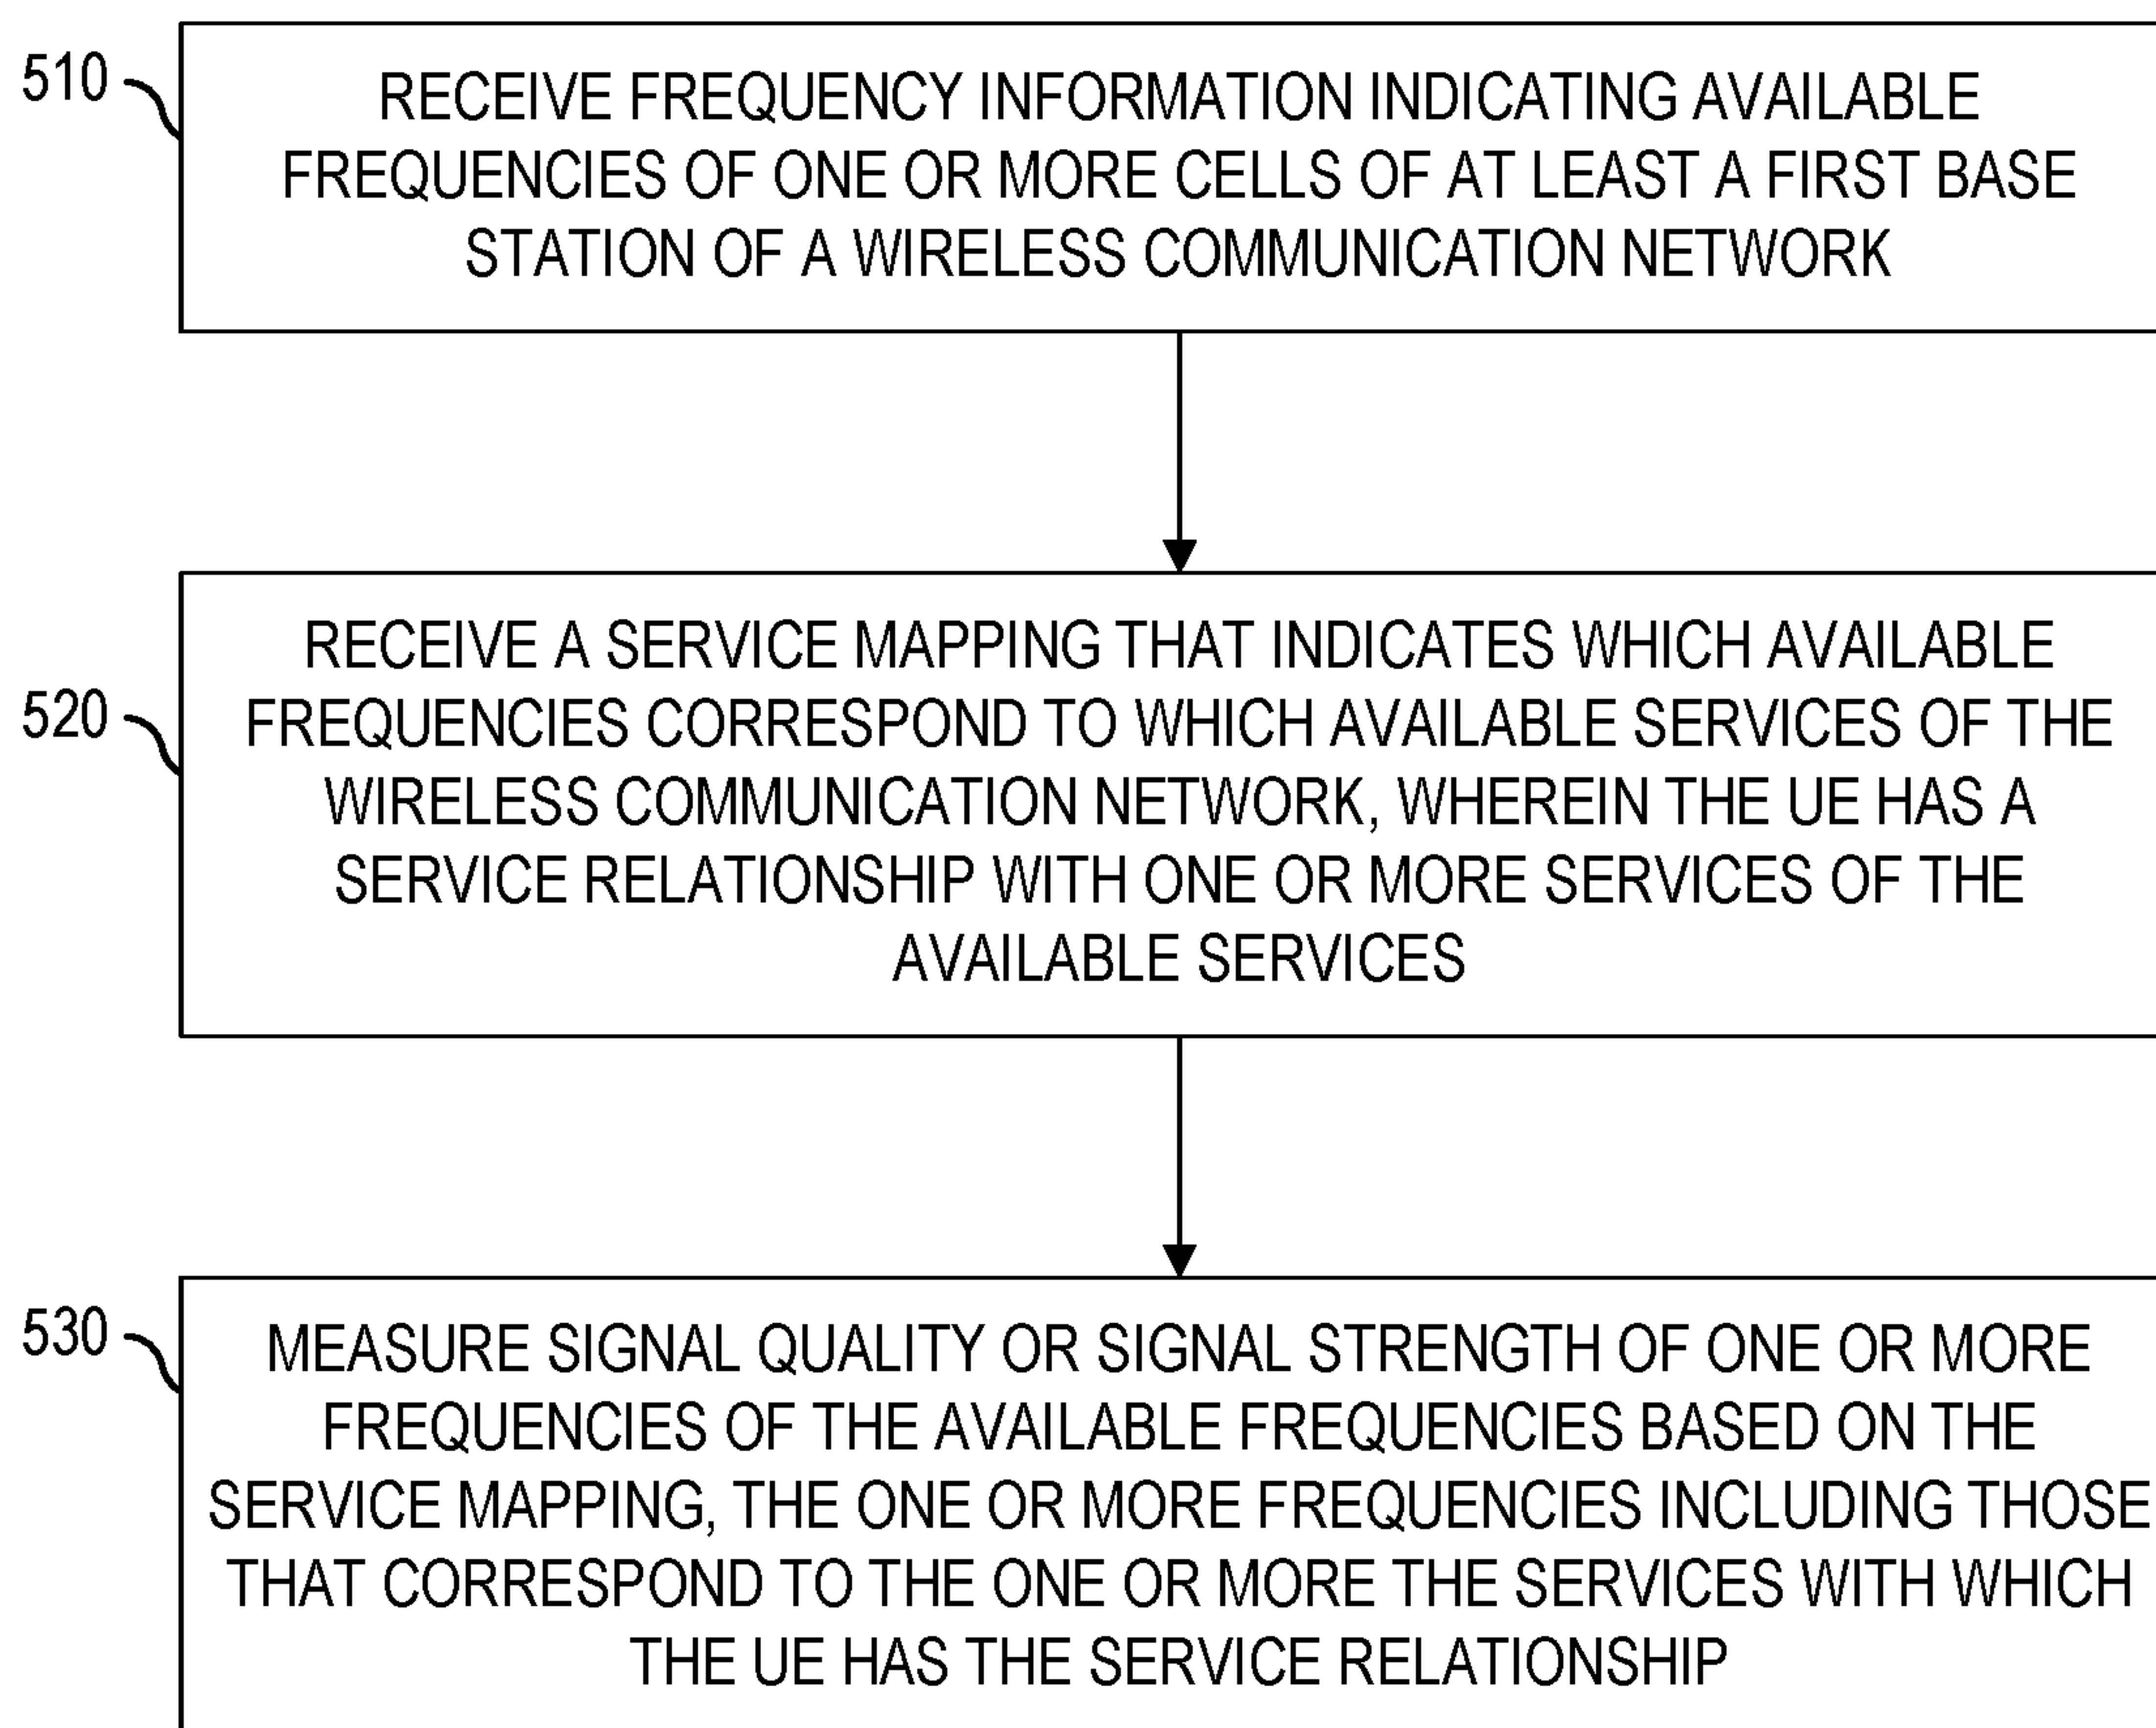 510
RECEIVE FREQUENCY INFORMATION INDICATING AVAILABLE
FREQUENCIES OF ONE OR MORE CELLS OF AT LEAST A FIRST BASE
STATION OF A WIRELESS COMMUNICATION NETWORK
520
RECEIVE A SERVICE MAPPING THAT INDICATES WHICH AVAILABLE
FREQUENCIES CORRESPOND TO WHICH AVAILABLE SERVICES OF THE
WIRELESS COMMUNICATION NETWORK, WHEREIN THE UE HAS A
SERVICE RELATIONSHIP WITH ONE OR MORE SERVICES OF THE
AVAILABLE SERVICES
530
MEASURE SIGNAL QUALITY OR SIGNAL STRENGTH OF ONE OR MORE
FREQUENCIES OF THE AVAILABLE FREQUENCIES BASED ON THE
SERVICE MAPPING, THE ONE OR MORE FREQUENCIES INCLUDING THOSE
THAT CORRESPOND TO THE ONE OR MORE THE SERVICES WITH WHICH
THE UE HAS THE SERVICE RELATIONSHIP